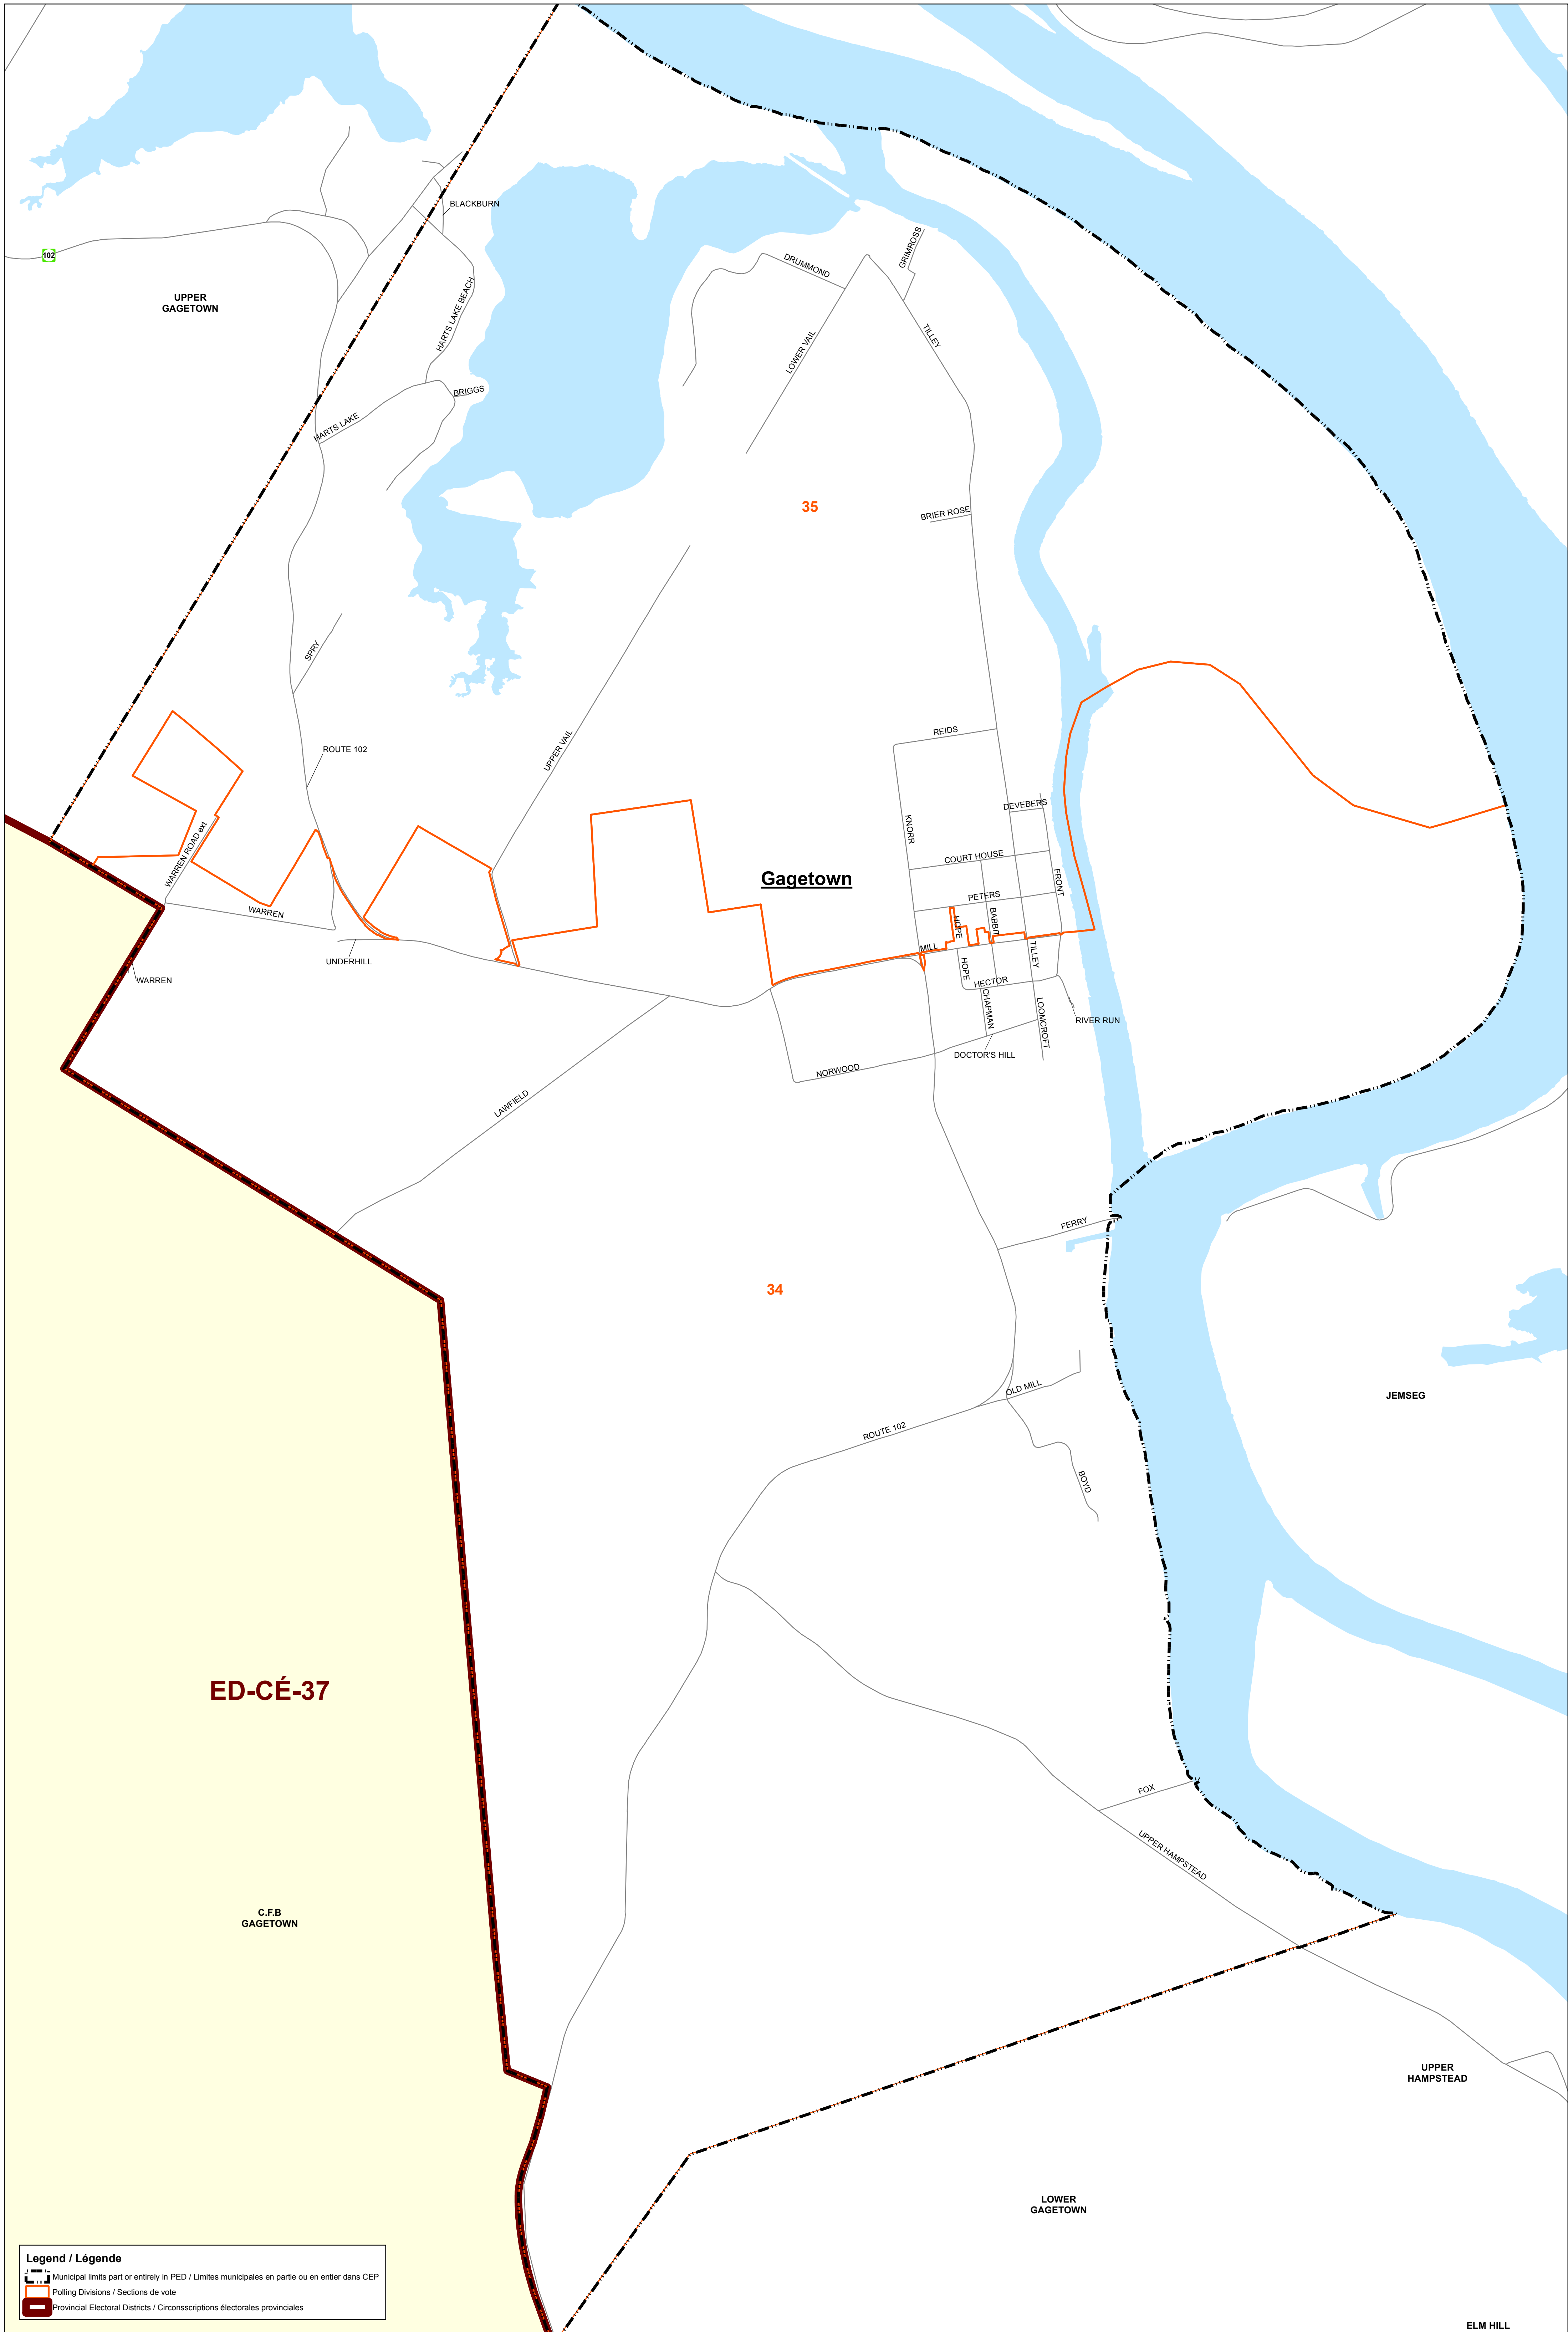 BLACKBURN
GRIMROSS
102
DRUMMOND
UPPER
GAGETOWN
HARTS LAKE BEACH
TILLEY
LOWER VAIL
BRIGGS
HARTS LAKE
35
BRIER ROSE
SPRY
REIDS
ROUTE 102
UPPER VAIL
DEVEBERS
KNORR
WARREN ROAD ext
COURT HOUSE
Gagetown
FRONT
PETERS
WARREN
HOPE
BABBIT
MILL
TILLEY
UNDERHILL
HOPE
WARREN
HECTOR
CHAPMAN
LOOMCROFT
RIVER RUN
DOCTOR'S HILL
NORWOOD
LAWFIELD
FERRY
34
OLD MILL
JEMSEG
ROUTE 102
BOYD
ED-CÉ-37
FOX
UPPER HAMPSTEAD
C.F.B
GAGETOWN
UPPER
HAMPSTEAD
LOWER
GAGETOWN
Legend / Légende
Municipal limits part or entirely in PED / Limites municipales en partie ou en entier dans CEP
Polling Divisions / Sections de vote
Provincial Electoral Districts / Circonsscriptions électorales provinciales
ELM HILL